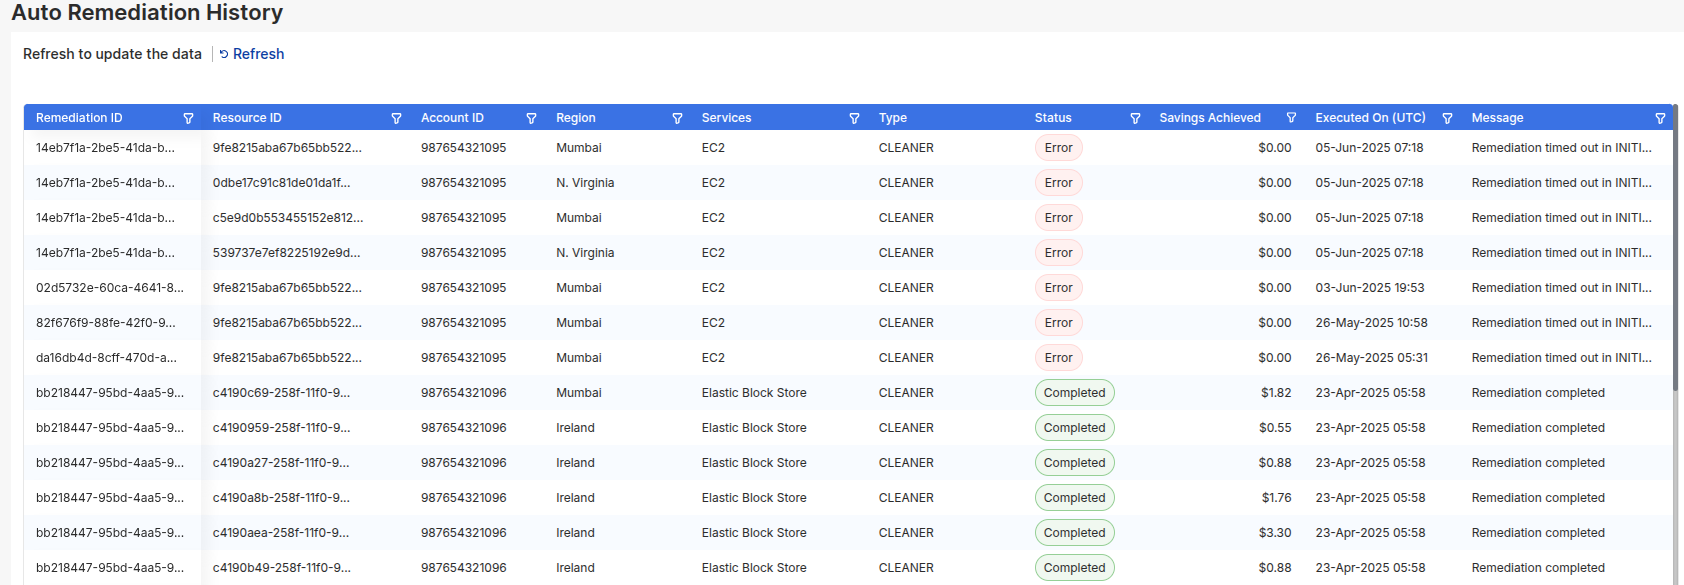 Auto Remediation History
Refresh to update the data Refresh
Remediation ID Resource ID Account ID Region Services Type Status Savings Achieved Executed On (UTC) Message
14eb7f1a-2be5-41da-b... 9fe8215aba67b65bb522... 987654321095 Mumbai EC2 CLEANER Error $0.00 05-Jun-2025 07:18 Remediation timed out in INITI...
14eb7f1a-2be5-41da-b... 0dbe17c91c81de01da1f... 987654321095 N. Virginia EC2 CLEANER Error $0.00 05-Jun-2025 07:18 Remediation timed out in INITI...
14eb7f1a-2be5-41da-b... c5e9d0b553455152e812... 987654321095 Mumbai EC2 CLEANER Error $0.00 05-Jun-2025 07:18 Remediation timed out in INITI...
14eb7f1a-2be5-41da-b... 539737e7ef8225192e9d... 987654321095 N. Virginia EC2 CLEANER Error $0.00 05-Jun-2025 07:18 Remediation timed out in INITI...
02d5732e-60ca-4641-8... 9fe8215aba67b65bb522... 987654321095 Mumbai EC2 CLEANER Error $0.00 03-Jun-2025 19:53 Remediation timed out in INITI...
82f676f9-88fe-42f0-9... 9fe8215aba67b65bb522... 987654321095 Mumbai EC2 CLEANER Error $0.00 26-May-2025 10:58 Remediation timed out in INITI...
da16db4d-8cff-470d-a... 9fe8215aba67b65bb522... 987654321095 Mumbai EC2 CLEANER Error $0.00 26-May-2025 05:31 Remediation timed out in INITI...
bb218447-95bd-4aa5-9... c4190c69-258f-11f0-9... 987654321096 Mumbai Elastic Block Store CLEANER Completed $1.82 23-Apr-2025 05:58 Remediation completed
bb218447-95bd-4aa5-9... c4190959-258f-11f0-9... 987654321096 Ireland Elastic Block Store CLEANER Completed $0.55 23-Apr-2025 05:58 Remediation completed
bb218447-95bd-4aa5-9... c4190a27-258f-11f0-9... 987654321096 Ireland Elastic Block Store CLEANER Completed $0.88 23-Apr-2025 05:58 Remediation completed
bb218447-95bd-4aa5-9... c4190a8b-258f-11f0-9... 987654321096 Ireland Elastic Block Store CLEANER Completed $1.76 23-Apr-2025 05:58 Remediation completed
bb218447-95bd-4aa5-9... c4190aea-258f-11f0-9... 987654321096 Ireland Elastic Block Store CLEANER Completed $3.30 23-Apr-2025 05:58 Remediation completed
bb218447-95bd-4aa5-9... c4190b49-258f-11f0-9... 987654321096 Ireland Elastic Block Store CLEANER Completed $0.88 23-Apr-2025 05:58 Remediation completed